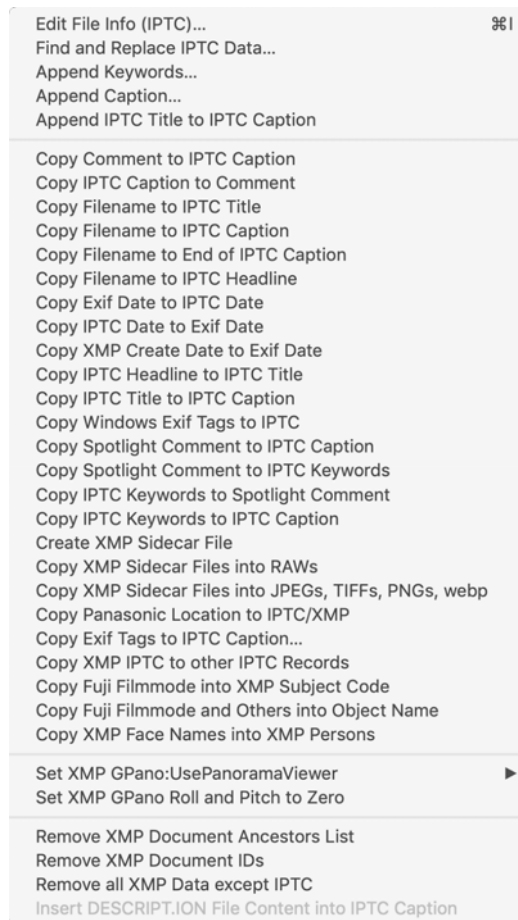 Edit File Info (IPTC)... ⌘I
Find and Replace IPTC Data...
Append Keywords...
Append Caption...
Append IPTC Title to IPTC Caption
Copy Comment to IPTC Caption
Copy IPTC Caption to Comment
Copy Filename to IPTC Title
Copy Filename to IPTC Caption
Copy Filename to End of IPTC Caption
Copy Filename to IPTC Headline
Copy Exif Date to IPTC Date
Copy IPTC Date to Exif Date
Copy XMP Create Date to Exif Date
Copy IPTC Headline to IPTC Title
Copy IPTC Title to IPTC Caption
Copy Windows Exif Tags to IPTC
Copy Spotlight Comment to IPTC Caption
Copy Spotlight Comment to IPTC Keywords
Copy IPTC Keywords to Spotlight Comment
Copy IPTC Keywords to IPTC Caption
Create XMP Sidecar File
Copy XMP Sidecar Files into RAWs
Copy XMP Sidecar Files into JPEGs, TIFFs, PNGs, webp
Copy Panasonic Location to IPTC/XMP
Copy Exif Tags to IPTC Caption...
Copy XMP IPTC to other IPTC Records
Copy Fuji Filmmode into XMP Subject Code
Copy Fuji Filmmode and Others into Object Name
Copy XMP Face Names into XMP Persons
Set XMP GPano:UsePanoramaViewer
Set XMP GPano Roll and Pitch to Zero
Remove XMP Document Ancestors List
Remove XMP Document IDs
Remove all XMP Data except IPTC
Insert DESCRIPT.ION File Content into IPTC Caption